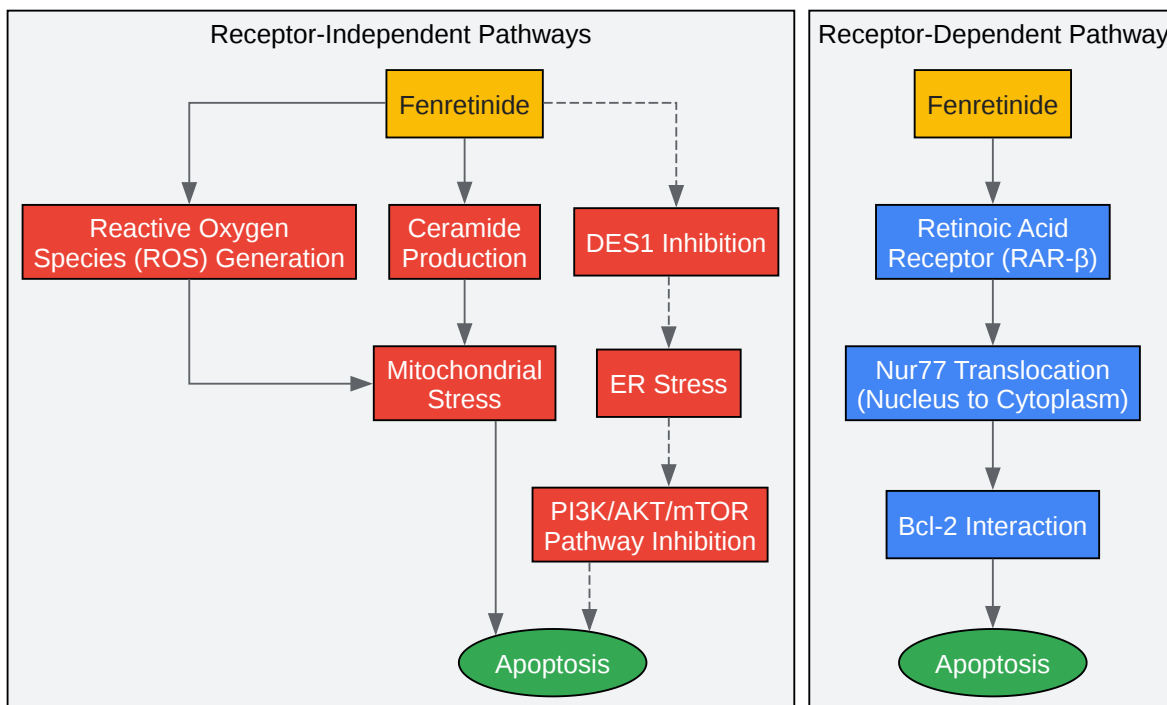 Receptor-Independent Pathways
Fenretinide
Reactive Oxygen
Species (ROS) Generation
Ceramide
Production
DES1 Inhibition
Mitochondrial
Stress
ER Stress
PI3K/AKT/mTOR
Pathway Inhibition
Apoptosis
Receptor-Dependent Pathway
Fenretinide
Retinoic Acid
Receptor (RAR-β)
Nur77 Translocation
(Nucleus to Cytoplasm)
Bcl-2 Interaction
Apoptosis